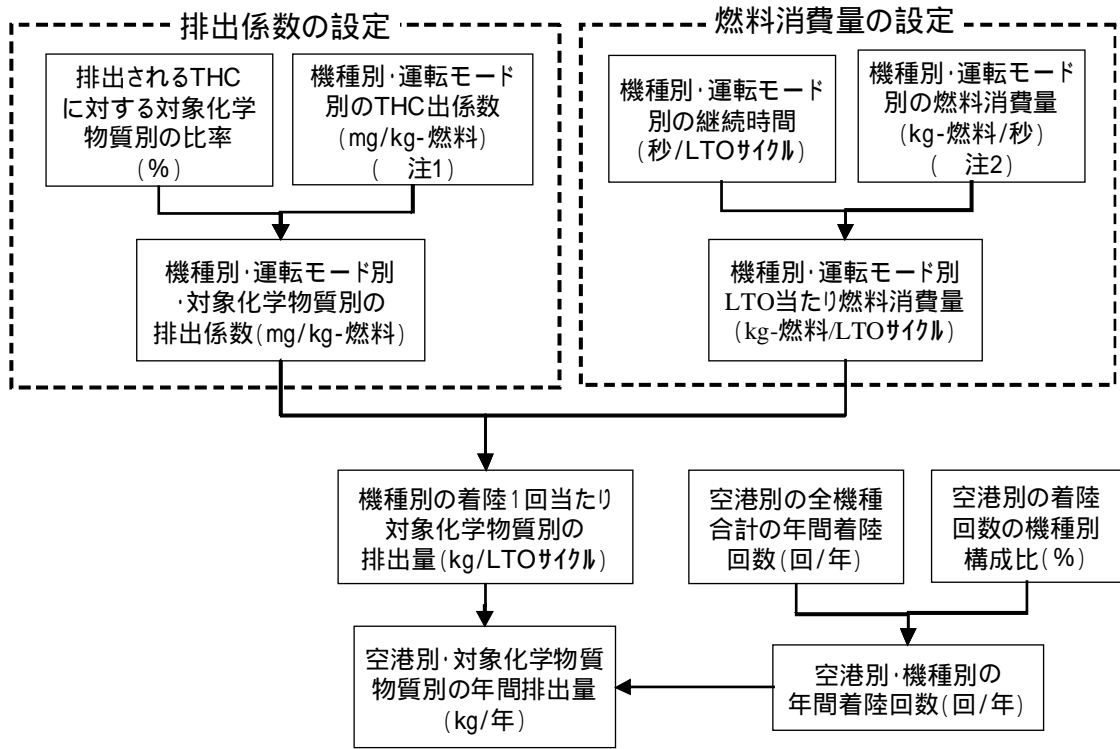 排出係数の設定
排出されるTHC
に対する対象化学
物質別の比率
(%)
機種別・運転モード
別のTHC出係数
(mg/kg-燃料)
( 注1)
機種別・運転モード別
・対象化学物質別の
排出係数(mg/kg-燃料)
燃料消費量の設定
機種別・運転モード
別の継続時間
(秒/LTOサイクル)
機種別・運転モード
別の燃料消費量
(kg-燃料/秒)
( 注2)
機種別・運転モード別
LTO当たり燃料消費量
(kg-燃料/LTOサイクル)
機種別の着陸1回当たり
対象化学物質別の
排出量(kg/LTOサイクル)
空港別の全機種
合計の年間着陸
回数(回/年)
空港別の着陸
回数の機種別
構成比(%)
空港別・対象化学物質
物質別の年間排出量
(kg/年)
空港別・機種別の
年間着陸回数(回/年)